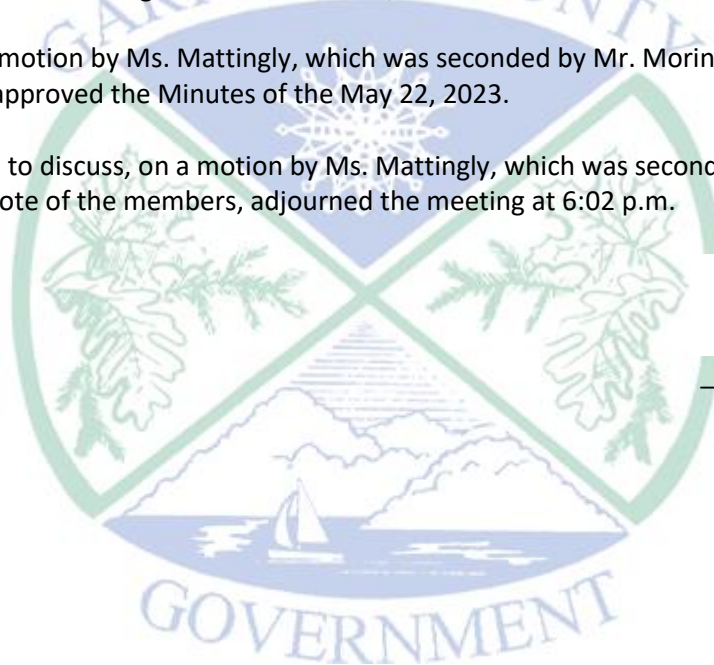 motion by Ms. Mattingly, which was seconded by Mr. Morin
approved the Minutes of the May 22, 2023.
to discuss, on a motion by Ms. Mattingly, which was second
ote of the members, adjourned the meeting at 6:02 p.m.
GOVERNMENT